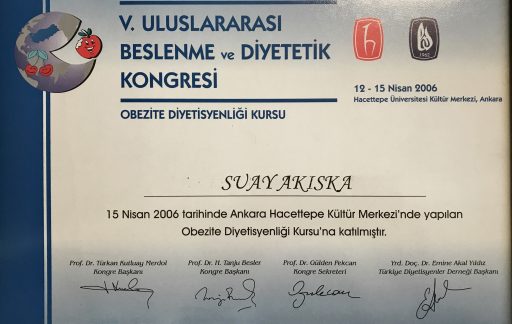 V. ULUSLARARASI
BESLENME ve DİYETETİK
KONGRESİ
12 - 15 Nisan 2006
Hacettepe Üniversitesi Kültür Merkezi, Ankara
OBEZİTE DİYETİSYENLİĞİ KURSU
SUAY AKISKA
15 Nisan 2006 tarihinde Ankara Hacettepe Kültür Merkezi'nde yapılan
Obezite Diyetisyenliği Kursu'na katılmıştır.
Prof. Dr. Türkan Kutluay Merdol Prof. Dr. H. Tanju Besler Prof. Dr. Gülden Pekcan Yrd. Doç. Dr. Emine Akal Yıldız
Kongre Başkanı Kongre Başkanı Kongre Sekreteri Türkiye Diyetisyenler Derneği Başkanı